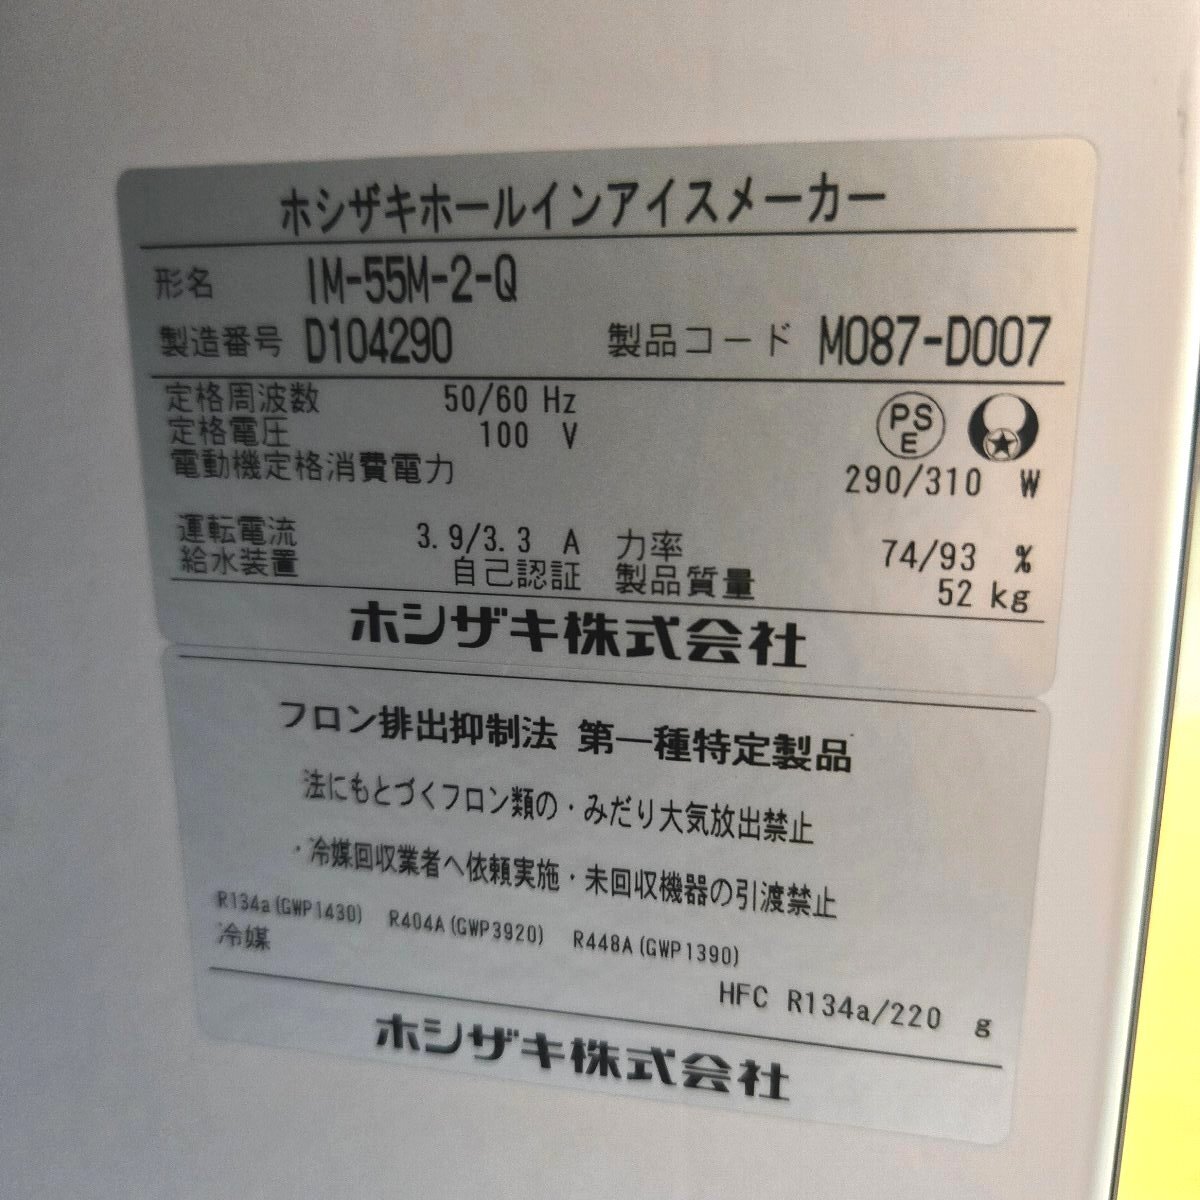 ホシザキホールインアイスメーカー
形名 IM-55M-2-Q
製造番号 D104290 製品コード M087-D007
定格周波数 50/60 Hz
定格電圧 100 V
PSE
電動機定格消費電力 290/310 W
運転電流 3.9/3.3 A 力率 74/93 %
給水装置 自己認証 製品質量 52 kg
ホシザキ株式会社
フロン排出抑制法 第一種特定製品
法にもとづくフロン類の・みだり大気放出禁止
・冷媒回収業者へ依頼実施・未回収機器の引渡禁止
R134a(GWP1430) R404A(GWP3920) R448A(GWP1390)
冷媒 HFC R134a/220 g
ホシザキ株式会社